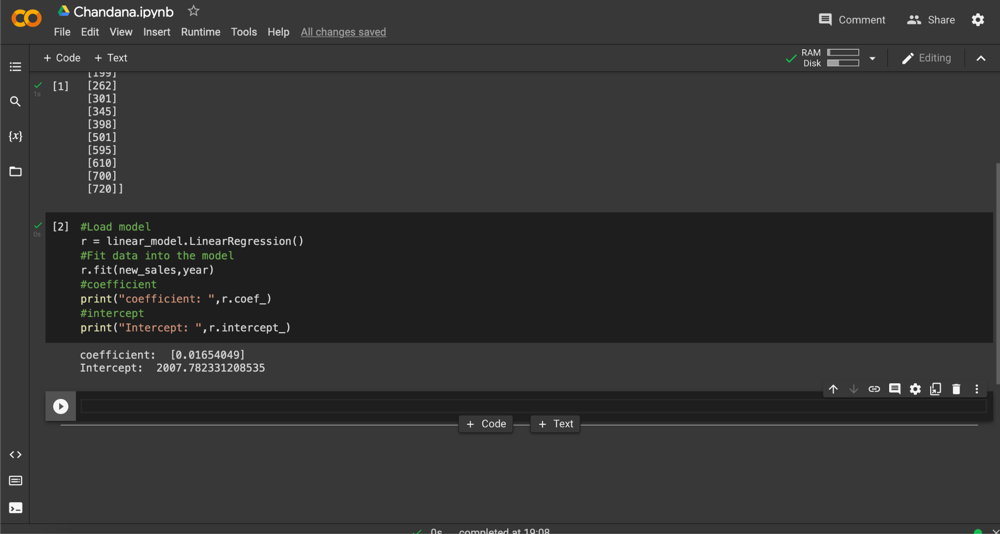 Chandana.ipynb
File Edit View Insert Runtime Tools Help All changes saved
Comment Share
+ Code + Text
RAM
Disk
Editing
[199]
[1] [262]
1s
[301]
[345]
[398]
[501]
[595]
[610]
[700]
[720]]
{x}
[2] #Load model
0s
r = linear_model.LinearRegression()
#Fit data into the model
r.fit(new_sales,year)
#coefficient
print("coefficient: ",r.coef_)
#intercept
print("Intercept: ",r.intercept_)
coefficient:  [0.01654049]
Intercept:  2007.782331208535
+ Code + Text
0s completed at 19:08